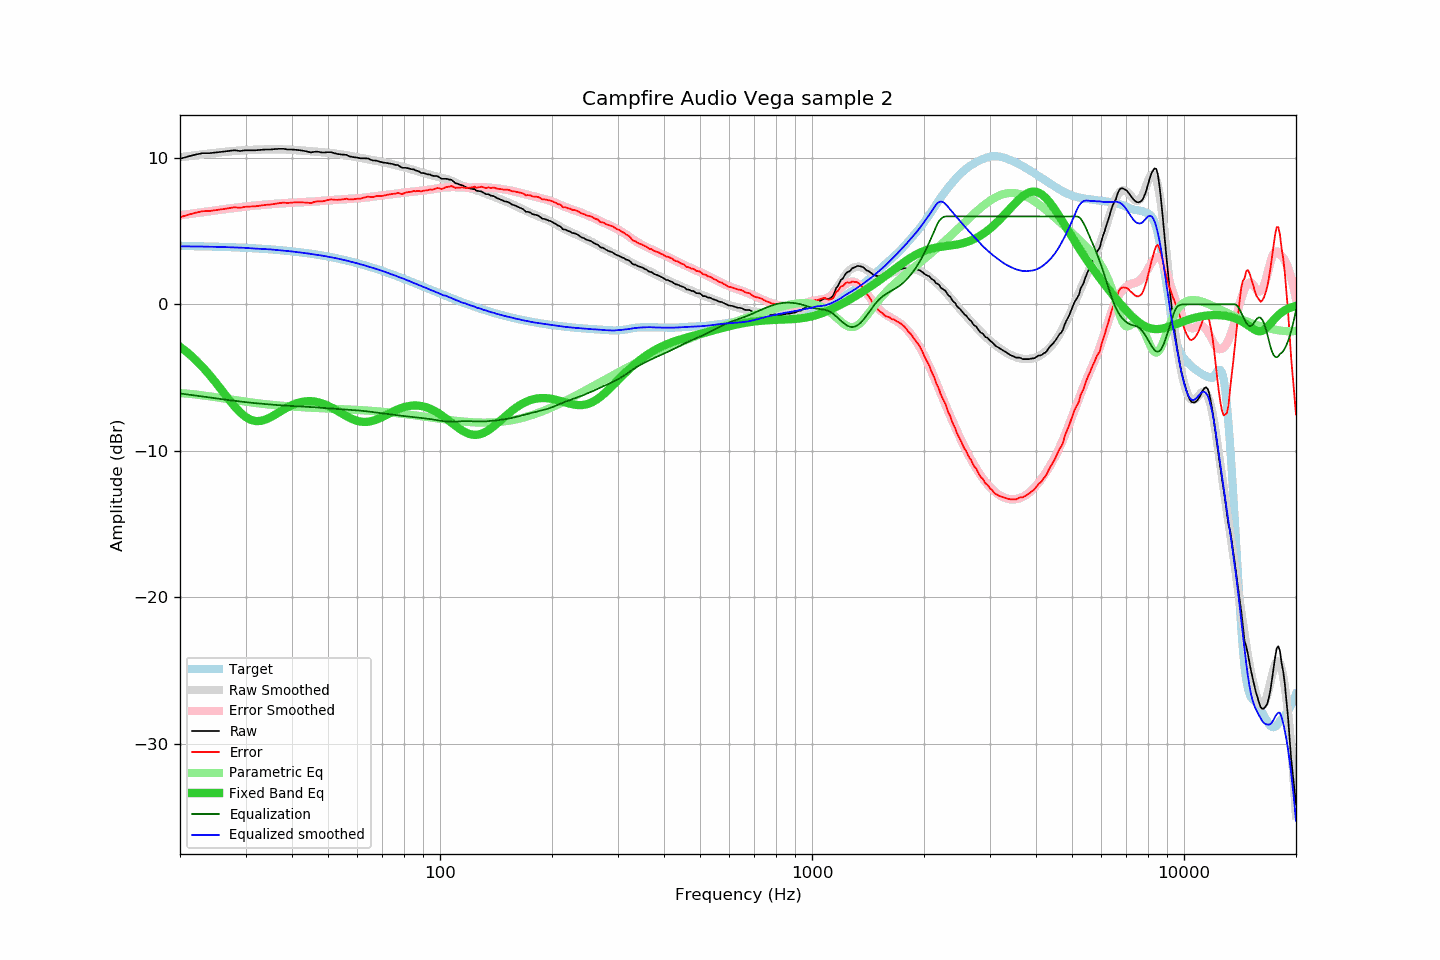 Campfire Audio Vega sample 2
10
0
−10
−20
−30
Amplitude (dBr)
Target
Raw Smoothed
Error Smoothed
Raw
Error
Parametric Eq
Fixed Band Eq
Equalization
Equalized smoothed
100
1000
10000
Frequency (Hz)